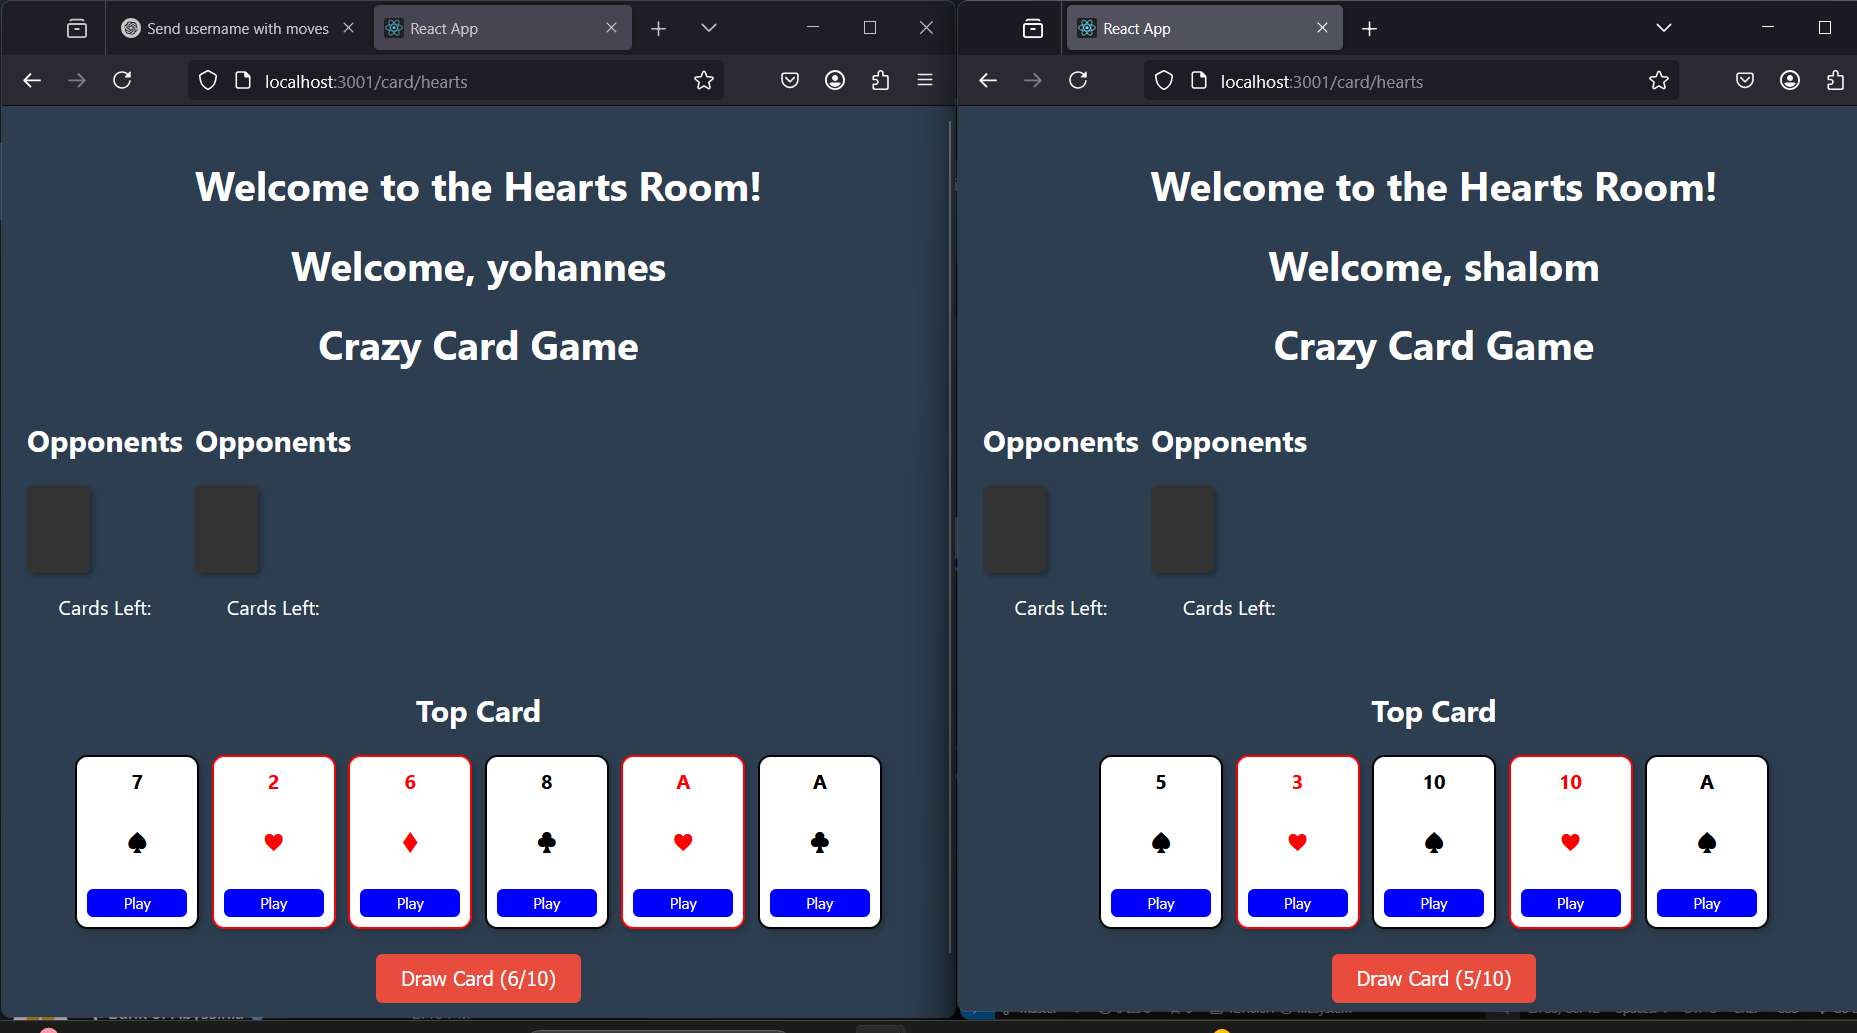 Send username with moves
React App
localhost:3001/card/hearts
Welcome to the Hearts Room!
Welcome, yohannes
Crazy Card Game
Opponents Opponents
Cards Left: Cards Left:
Top Card
7 2 6 8 A A
♠ ♥ ♦ ♣ ♥ ♣
Play Play Play Play Play Play
Draw Card (6/10)
React App
localhost:3001/card/hearts
Welcome to the Hearts Room!
Welcome, shalom
Crazy Card Game
Opponents Opponents
Cards Left: Cards Left:
Top Card
5 3 10 10 A
♠ ♥ ♠ ♥ ♠
Play Play Play Play Play
Draw Card (5/10)